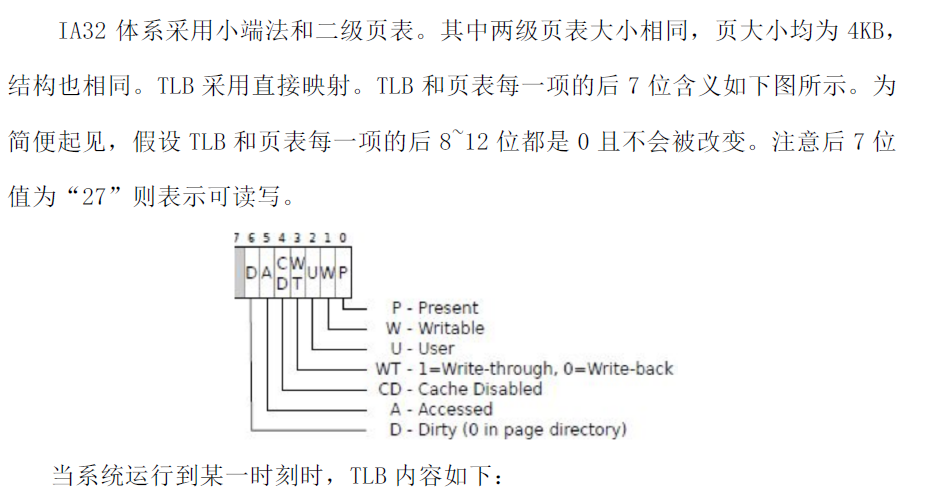 IA32 体系采用小端法和二级页表。其中两级页表大小相同，页大小均为 4KB，
结构也相同。TLB 采用直接映射。TLB 和页表每一项的后 7 位含义如下图所示。为
简便起见，假设 TLB 和页表每一项的后 8~12 位都是 0 且不会被改变。注意后 7 位
值为“27”则表示可读写。
7 6 5 4 3 2 1 0
D A CD WT U W P
P - Present
W - Writable
U - User
WT - 1=Write-through, 0=Write-back
CD - Cache Disabled
A - Accessed
D - Dirty (0 in page directory)
当系统运行到某一时刻时，TLB 内容如下：